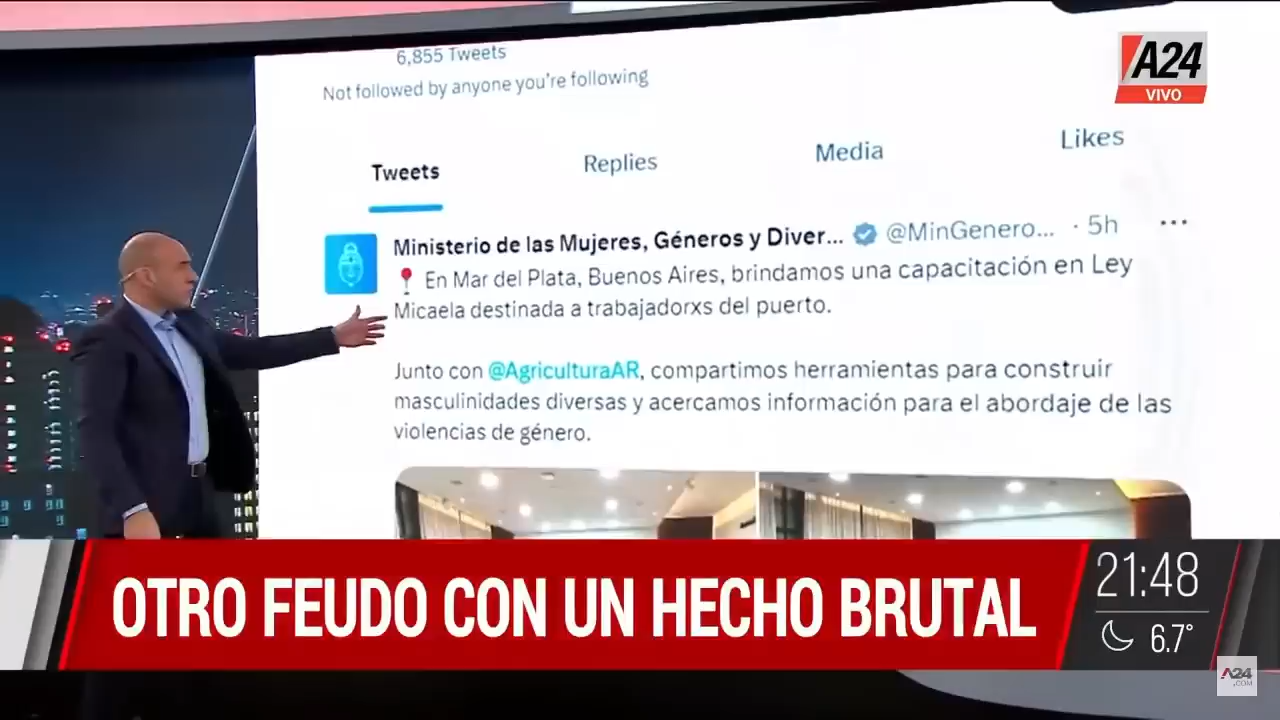 6,855 Tweets
Not followed by anyone you're following
A24
VIVO
Tweets
Replies
Media
Likes
Ministerio de las Mujeres, Géneros y Diver... @MinGenero... · 5h
En Mar del Plata, Buenos Aires, brindamos una capacitación en Ley
Micaela destinada a trabajadorxs del puerto.
Junto con @AgriculturaAR, compartimos herramientas para construir
masculinidades diversas y acercamos información para el abordaje de las
violencias de género.
OTRO FEUDO CON UN HECHO BRUTAL
21:48
6.7°
A24
.COM